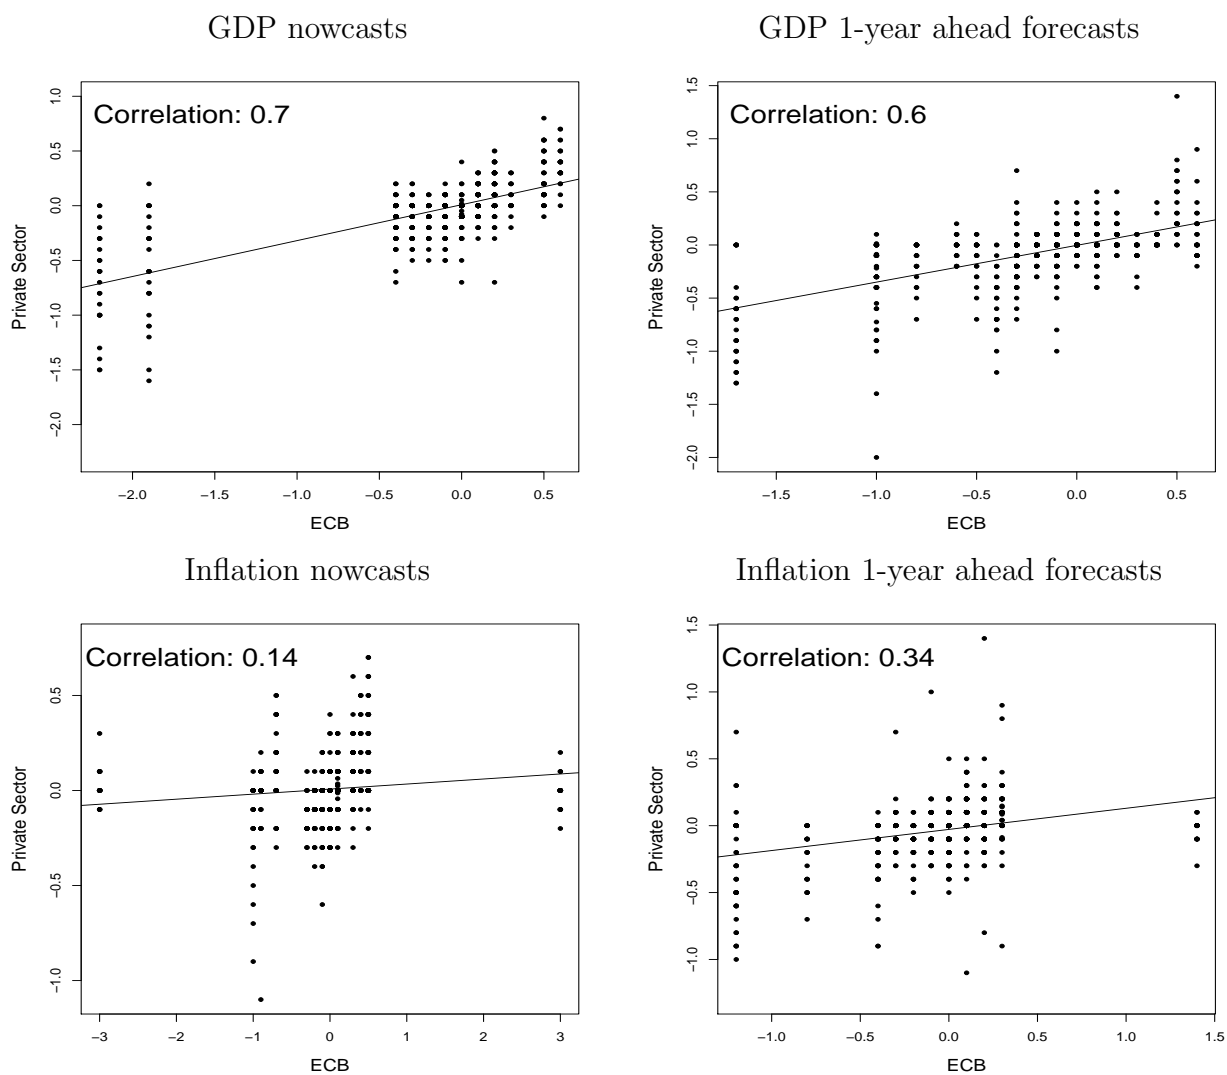 GDP nowcasts
Correlation: 0.7
Private Sector
1.0
0.5
0.0
−0.5
−1.0
−1.5
−2.0
−2.0 −1.5 −1.0 −0.5 0.0 0.5
ECB
GDP 1-year ahead forecasts
Correlation: 0.6
Private Sector
1.5
1.0
0.5
0.0
−0.5
−1.0
−1.5
−2.0
−1.5 −1.0 −0.5 0.0 0.5
ECB
Inflation nowcasts
Correlation: 0.14
Private Sector
0.5
0.0
−0.5
−1.0
−3 −2 −1 0 1 2 3
ECB
Inflation 1-year ahead forecasts
Correlation: 0.34
Private Sector
1.5
1.0
0.5
0.0
−0.5
−1.0
−1.0 −0.5 0.0 0.5 1.0 1.5
ECB